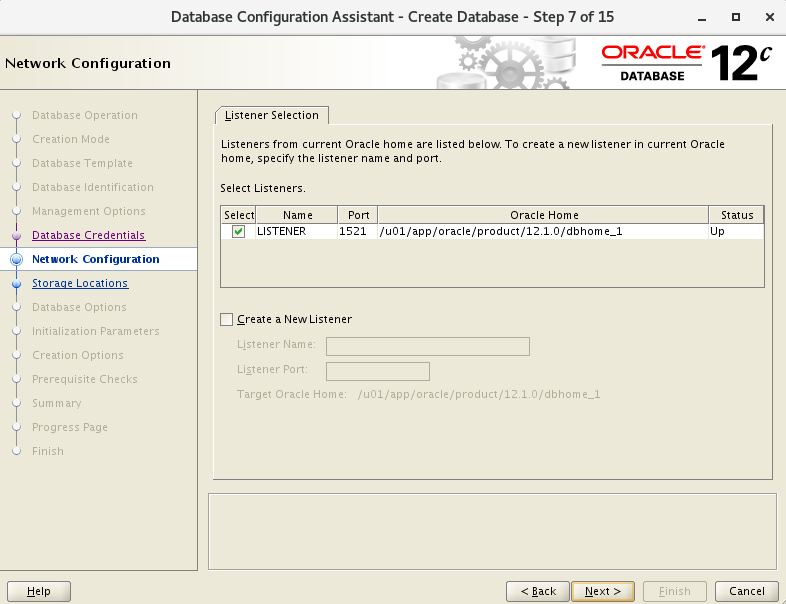 Database Configuration Assistant - Create Database - Step 7 of 15
Network Configuration
ORACLE
DATABASE
12c
Database Operation
Creation Mode
Database Template
Database Identification
Management Options
Database Credentials
Network Configuration
Storage Locations
Database Options
Initialization Parameters
Creation Options
Prerequisite Checks
Summary
Progress Page
Finish
Listener Selection
Listeners from current Oracle home are listed below. To create a new listener in current Oracle
home, specify the listener name and port.
Select Listeners.
Select Name Port Oracle Home Status
LISTENER 1521 /u01/app/oracle/product/12.1.0/dbhome_1 Up
Create a New Listener
Listener Name:
Listener Port:
Target Oracle Home: /u01/app/oracle/product/12.1.0/dbhome_1
Help
< Back
Next >
Finish
Cancel